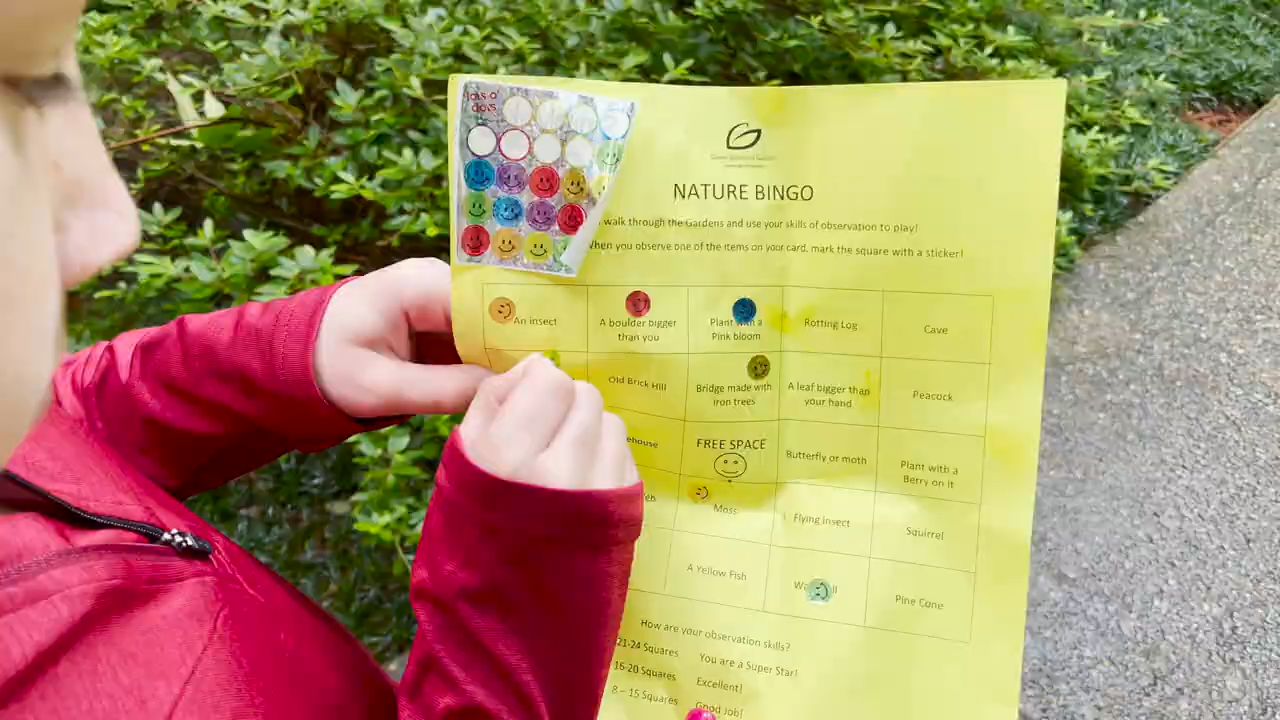 lots o'
dots
NATURE BINGO
walk through the Gardens and use your skills of observation to play!
When you observe one of the items on your card, mark the square with a sticker!
An insect
A boulder bigger
than you
Plant with a
Pink bloom
Rotting Log
Cave
Old Brick Hill
Bridge made with
iron trees
A leaf bigger than
your hand
Peacock
ehouse
FREE SPACE
Butterfly or moth
Plant with a
Berry on it
Moss
Flying insect
Squirrel
A Yellow Fish
Pine Cone
How are your observation skills?
21-24 Squares You are a Super Star!
16-20 Squares Excellent!
8 – 15 Squares Good Job!